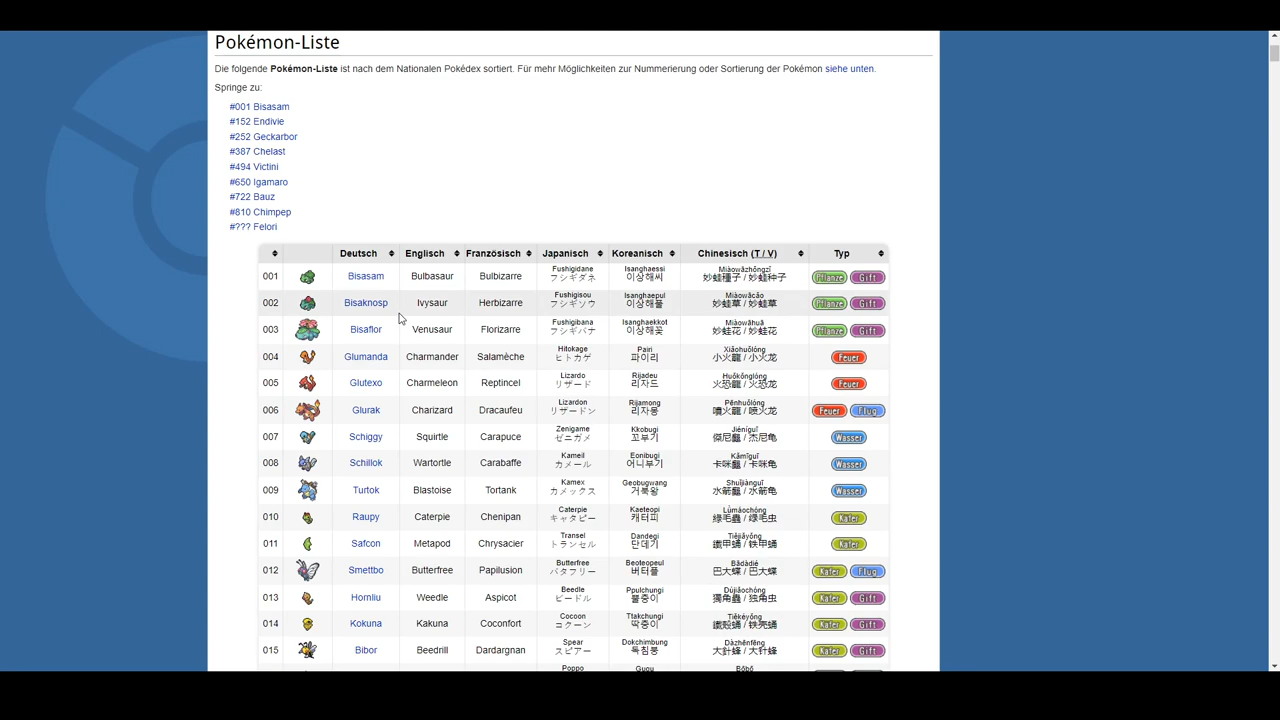 Pokémon-Liste
Die folgende Pokémon-Liste ist nach dem Nationalen Pokédex sortiert. Für mehr Möglichkeiten zur Nummerierung oder Sortierung der Pokémon siehe unten.
Springe zu:
#001 Bisasam
#152 Endivie
#252 Geckarbor
#387 Chelast
#494 Victini
#650 Igamaro
#722 Bauz
#810 Chimpep
#??? Felori
Deutsch Englisch Französisch Japanisch Koreanisch Chinesisch (T / V) Typ
001 Bisasam Bulbasaur Bulbizarre Fushigidane フシギダネ Isanghaessi 이상해씨 Miàowāzhǒngzǐ 妙蛙種子 / 妙蛙种子 Pflanze Gift
002 Bisaknosp Ivysaur Herbizarre Fushigisou フシギソウ Isanghaepul 이상해풀 Miàowācǎo 妙蛙草 / 妙蛙草 Pflanze Gift
003 Bisaflor Venusaur Florizarre Fushigibana フシギバナ Isanghaekkot 이상해꽃 Miàowāhuā 妙蛙花 / 妙蛙花 Pflanze Gift
004 Glumanda Charmander Salamèche Hitokage ヒトカゲ Pairi 파이리 Xiǎohuǒlóng 小火龍 / 小火龙 Feuer
005 Glutexo Charmeleon Reptincel Lizardo リザード Rijadeu 리자드 Huǒkǒnglóng 火恐龍 / 火恐龙 Feuer
006 Glurak Charizard Dracaufeu Lizardon リザードン Rijamong 리자몽 Pēnhuǒlóng 噴火龍 / 喷火龙 Feuer Flug
007 Schiggy Squirtle Carapuce Zenigame ゼニガメ Kkobugi 꼬부기 Jiéníguī 傑尼龜 / 杰尼龟 Wasser
008 Schillok Wartortle Carabaffe Kameil カメール Eonibugi 어니부기 Kǎmīguī 卡咪龜 / 卡咪龟 Wasser
009 Turtok Blastoise Tortank Kamex カメックス Geobugwang 거북왕 Shuǐjiànguī 水箭龜 / 水箭龟 Wasser
010 Raupy Caterpie Chenipan Caterpie キャタピー Kaeteopi 캐터피 Lǜmáochóng 綠毛蟲 / 绿毛虫 Käfer
011 Safcon Metapod Chrysacier Transel トランセル Dandegi 단데기 Tiějiǎyǒng 鐵甲蛹 / 铁甲蛹 Käfer
012 Smettbo Butterfree Papilusion Butterfree バタフリー Beoteopeul 버터플 Bādàdié 巴大蝶 / 巴大蝶 Käfer Flug
013 Hornliu Weedle Aspicot Beedle ビードル Ppulchungi 뿔충이 Dújiǎochóng 獨角蟲 / 独角虫 Käfer Gift
014 Kokuna Kakuna Coconfort Cocoon コクーン Ttakchungi 딱충이 Tiěkéyǒng 鐵殼蛹 / 铁壳蛹 Käfer Gift
015 Bibor Beedrill Dardargnan Spear スピアー Dokchimbung 독침붕 Dàzhēnfēng 大針蜂 / 大针蜂 Käfer Gift
Poppo Gugu Bōbō